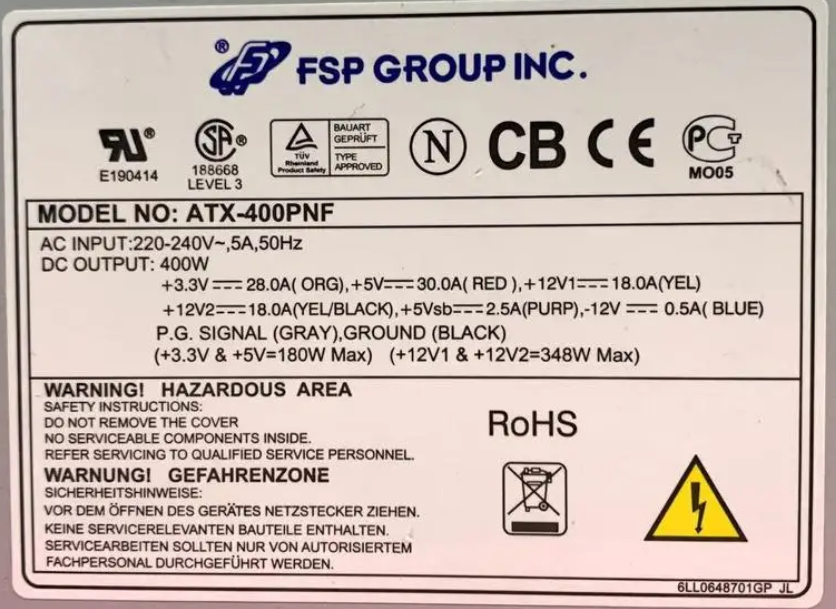 ® FSP GROUP INC.
® ®
E190414
188668
LEVEL 3
TÜV
Rheinland
Product Safety
BAUART
GEPRÜFT
TYPE
APPROVED
N
CB CE
PCT
MO05
MODEL NO: ATX-400PNF
AC INPUT:220-240V~,5A,50Hz
DC OUTPUT: 400W
+3.3V ⎓ 28.0A( ORG),+5V⎓30.0A( RED ),+12V1⎓ 18.0A(YEL)
+12V2⎓18.0A(YEL/BLACK),+5Vsb⎓2.5A(PURP),-12V ⎓ 0.5A( BLUE)
P.G. SIGNAL (GRAY),GROUND (BLACK)
(+3.3V & +5V=180W Max) (+12V1 & +12V2=348W Max)
WARNING! HAZARDOUS AREA
SAFETY INSTRUCTIONS:
DO NOT REMOVE THE COVER
NO SERVICEABLE COMPONENTS INSIDE.
REFER SERVICING TO QUALIFIED SERVICE PERSONNEL.
WARNUNG! GEFAHRENZONE
SICHERHEITSHINWEISE:
VOR DEM ÖFFNEN DES GERÄTES NETZSTECKER ZIEHEN.
KEINE SERVICERELEVANTEN BAUTEILE ENTHALTEN.
SERVICEARBEITEN SOLLTEN NUR VON AUTORISIERTEM
FACHPERSONAL DURCHGEFÜHRT WERDEN.
RoHS
6LL0648701GP JL